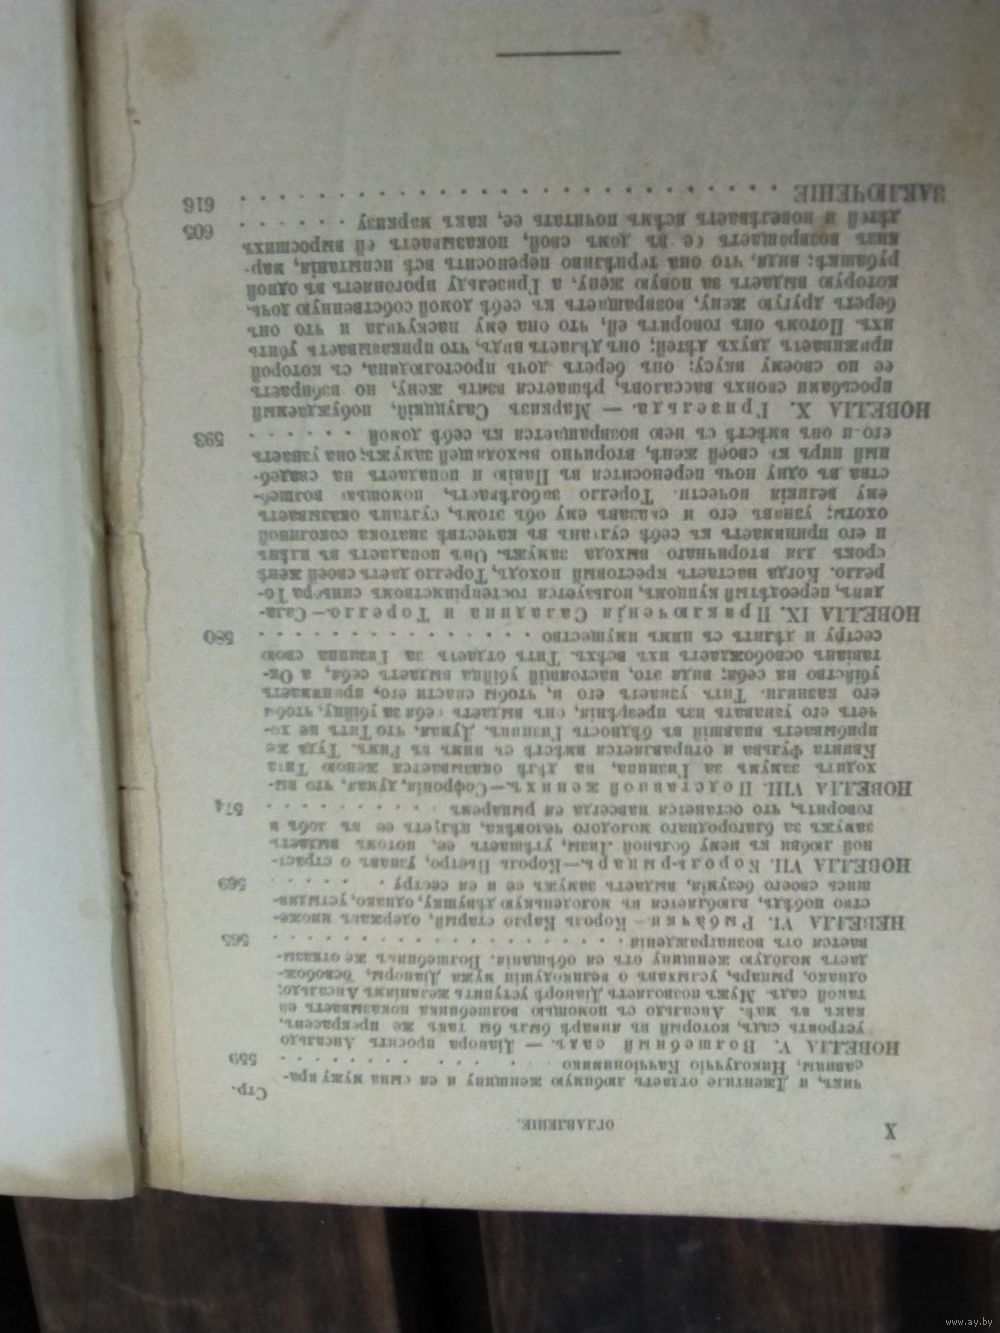 X
ОГЛАВЛЕНІЕ.
Стр.
чикъ, и Джентиле отдаетъ любимую женщину и ея сына мужу кра-
савицы, Николуччіо Каччіонимико . . . . . . . . . . 559
НОВЕЛЛА V. Волшебный садъ. — Діанора проситъ Ансальдо
устроить садъ, который въ январѣ былъ бы такъ же прекрасенъ,
какъ въ маѣ. Ансальдо съ помощью волшебника показываетъ ея
такой садъ. Мужъ позволяетъ Діанорѣ уступить желаніямъ Ансальдо;
однако, рыцарь, услыхавъ о великодушіи мужа Діаноры, освобож-
даетъ молодую женщину отъ ея обѣщанія. Волшебникъ же отказы-
вается отъ вознагражденія . . . . . . . . . . 565
НЕВЕЛЛА VI. Рыбачки. — Король Карло старый, одержавъ множе-
ство побѣдъ, влюбляется въ молоденькую дѣвушку, однако, устыдив-
шись своего безумія, выдаетъ замужъ ее и ея сестру . . . . . . 569
НОВЕЛЛА VII. Король-рыцарь. — Король Пьетро, узнавъ о страст-
ной любви къ нему больной Лизы, утѣшаетъ ее, потомъ выдаетъ
замужъ за благороднаго молодого человѣка, цѣлуетъ ее въ лобъ и
говоритъ, что останется навсегда ея рыцаремъ . . . . . . . . 574
НОВЕЛЛА VIII. Подставной женихъ. — Софронія, думая, что вы-
ходитъ замужъ за Гизиппа, на дѣлѣ оказывается женою Тита
Квинта Фульва и отправляется вмѣстѣ съ нимъ въ Римъ. Туда же
прибываетъ впавшій въ бѣдность Гизиппъ. Думая, что Титъ не хо-
четъ его узнавать изъ презрѣнія, онъ выдаетъ себя за убійцу, чтобы
его казнили. Титъ узнаетъ его и, чтобы спасти его, принимаетъ
убійство на себя; видя это, настоящій убійца выдаетъ себя, а Ок-
тавіанъ освобождаетъ ихъ всѣхъ. Титъ отдаетъ за Гизиппа свою
сестру и дѣлитъ съ нимъ имущество . . . . . . . . . . . . . 580
НОВЕЛЛА IX. Приключенія Саладина и Торелло. — Сала-
динъ, переодѣтый купцомъ, пользуется гостепріимствомъ синьора То-
релло. Когда настаетъ крестовый походъ, Торелло даетъ своей женѣ
срокъ для вторичнаго выхода замужъ. Онъ попадаетъ въ плѣнъ
и его принимаетъ къ себѣ султанъ въ качествѣ знатока соколиной
охоты; узнавъ его и сказавъ ему объ этомъ, султанъ оказываетъ
ему великія почести. Торелло заболѣваетъ, помощью волшеб-
ства въ одну ночь переносится въ Павію и попадаетъ на свадеб-
ный пиръ къ своей женѣ, вторично выходящей замужъ; она узнаетъ
его и онъ вмѣстѣ съ нею возвращается къ себѣ домой . . . . . . . 593
НОВЕЛЛА X. Гризельда. — Маркизъ Салуццкій, побуждаемый
просьбами своихъ вассаловъ, рѣшается взять жену, но избираетъ
ее по своему вкусу; онъ беретъ дочь простолюдина, съ которой
приживаетъ двухъ дѣтей; онъ дѣлаетъ видъ, что приказываетъ убить
ихъ. Потомъ онъ говоритъ ей, что она ему наскучила и что онъ
беретъ другую жену, возвращаетъ къ себѣ домой собственную дочь,
которую выдаетъ за новую жену, а Гризельду прогоняетъ въ одной
рубашкѣ; видя, что она терпѣливо переноситъ всѣ испытанія, мар-
кизъ возвращаетъ ее въ домъ свой, показываетъ ей выросшихъ
дѣтей и повелѣваетъ всѣмъ почитать ее, какъ маркизу . . . . . . 605
ЗАКЛЮЧЕНІЕ . . . . . . . . . . . . . . . . . . . . 616
www.ay.by